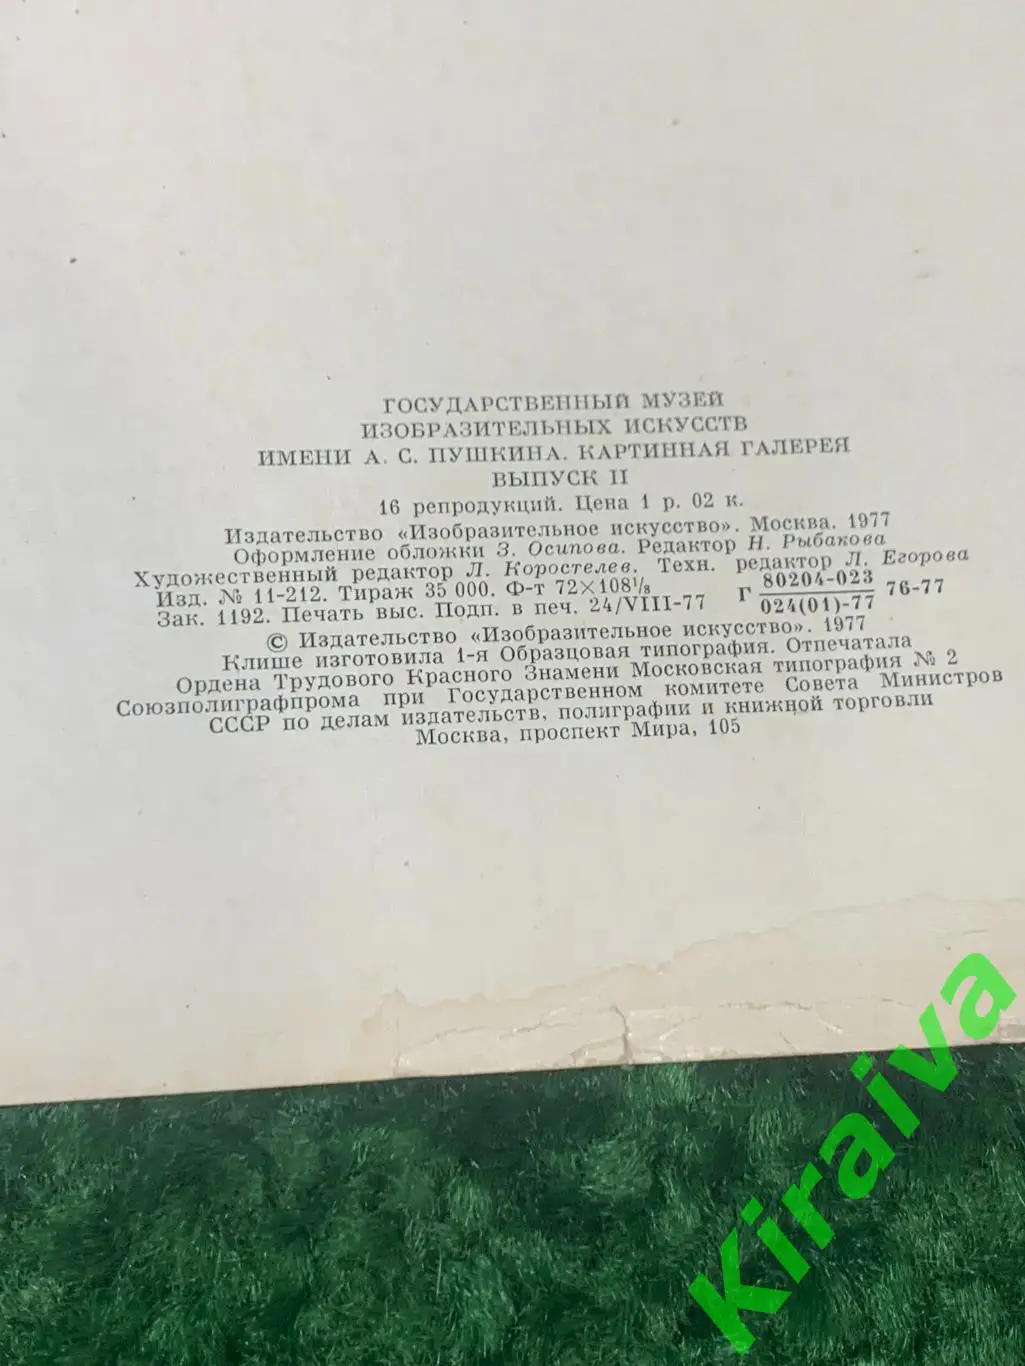 ГОСУДАРСТВЕННЫЙ МУЗЕЙ
ИЗОБРАЗИТЕЛЬНЫХ ИСКУССТВ
ИМЕНИ А. С. ПУШКИНА. КАРТИННАЯ ГАЛЕРЕЯ
ВЫПУСК II
16 репродукций. Цена 1 р. 02 к.
Издательство «Изобразительное искусство». Москва. 1977
Оформление обложки З. Осипова. Редактор Н. Рыбакова
Художественный редактор Л. Коростелев. Техн. редактор Л. Егорова
Изд. № 11-212. Тираж 35 000. Ф-т 72×108¹/₈
Зак. 1192. Печать выс. Подп. в печ. 24/VIII-77 Г 80204-023/024(01)-77 76-77
© Издательство «Изобразительное искусство». 1977
Клише изготовила 1-я Образцовая типография. Отпечатала
Ордена Трудового Красного Знамени Московская типография № 2
Союзполиграфпрома при Государственном комитете Совета Министров
СССР по делам издательств, полиграфии и книжной торговли
Москва, проспект Мира, 105
Kiraiva